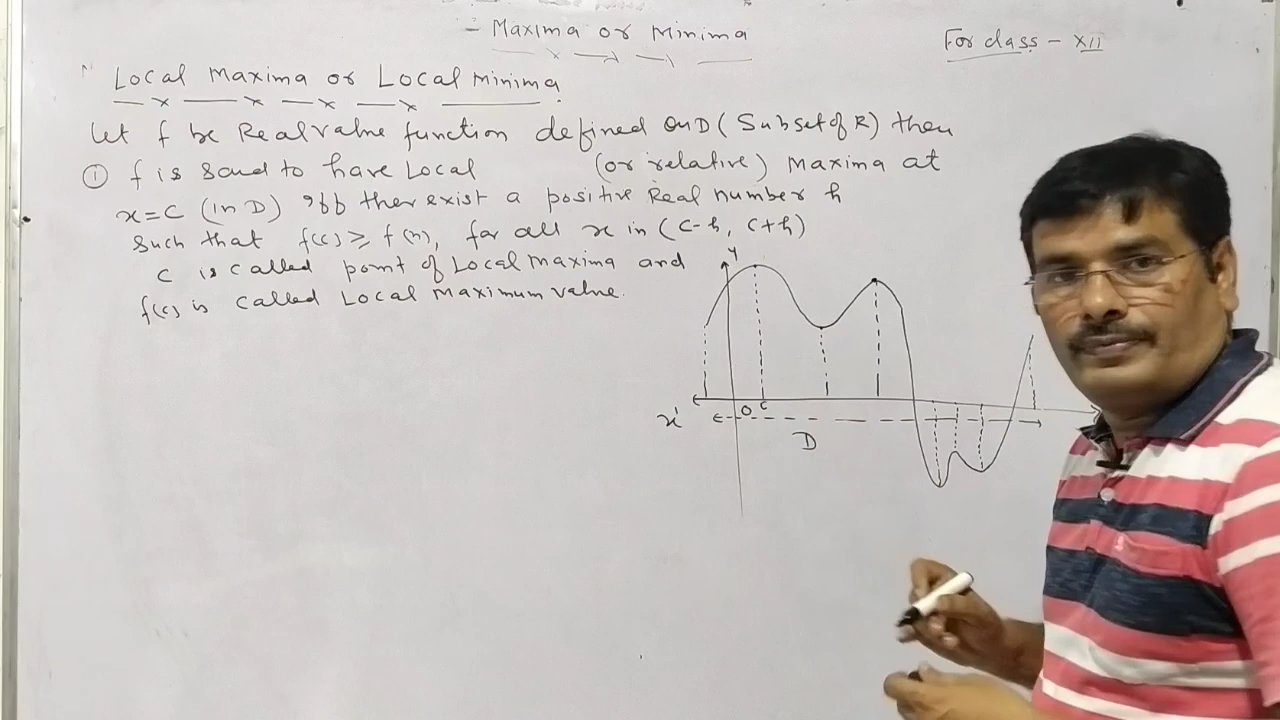 - Maxima or Minima
For class - XII
Local Maxima or Local Minima
Let f be Real value function defined on D (Subset of R) then
① f is said to have Local (or relative) Maxima at
x=c (in D) iff ther exist a positive Real number h
such that f(c) ≥ f(x), for all x in (c-h, c+h)
c is called point of Local maxima and
f(c) is called Local Maximum value.
y
x' O c
D